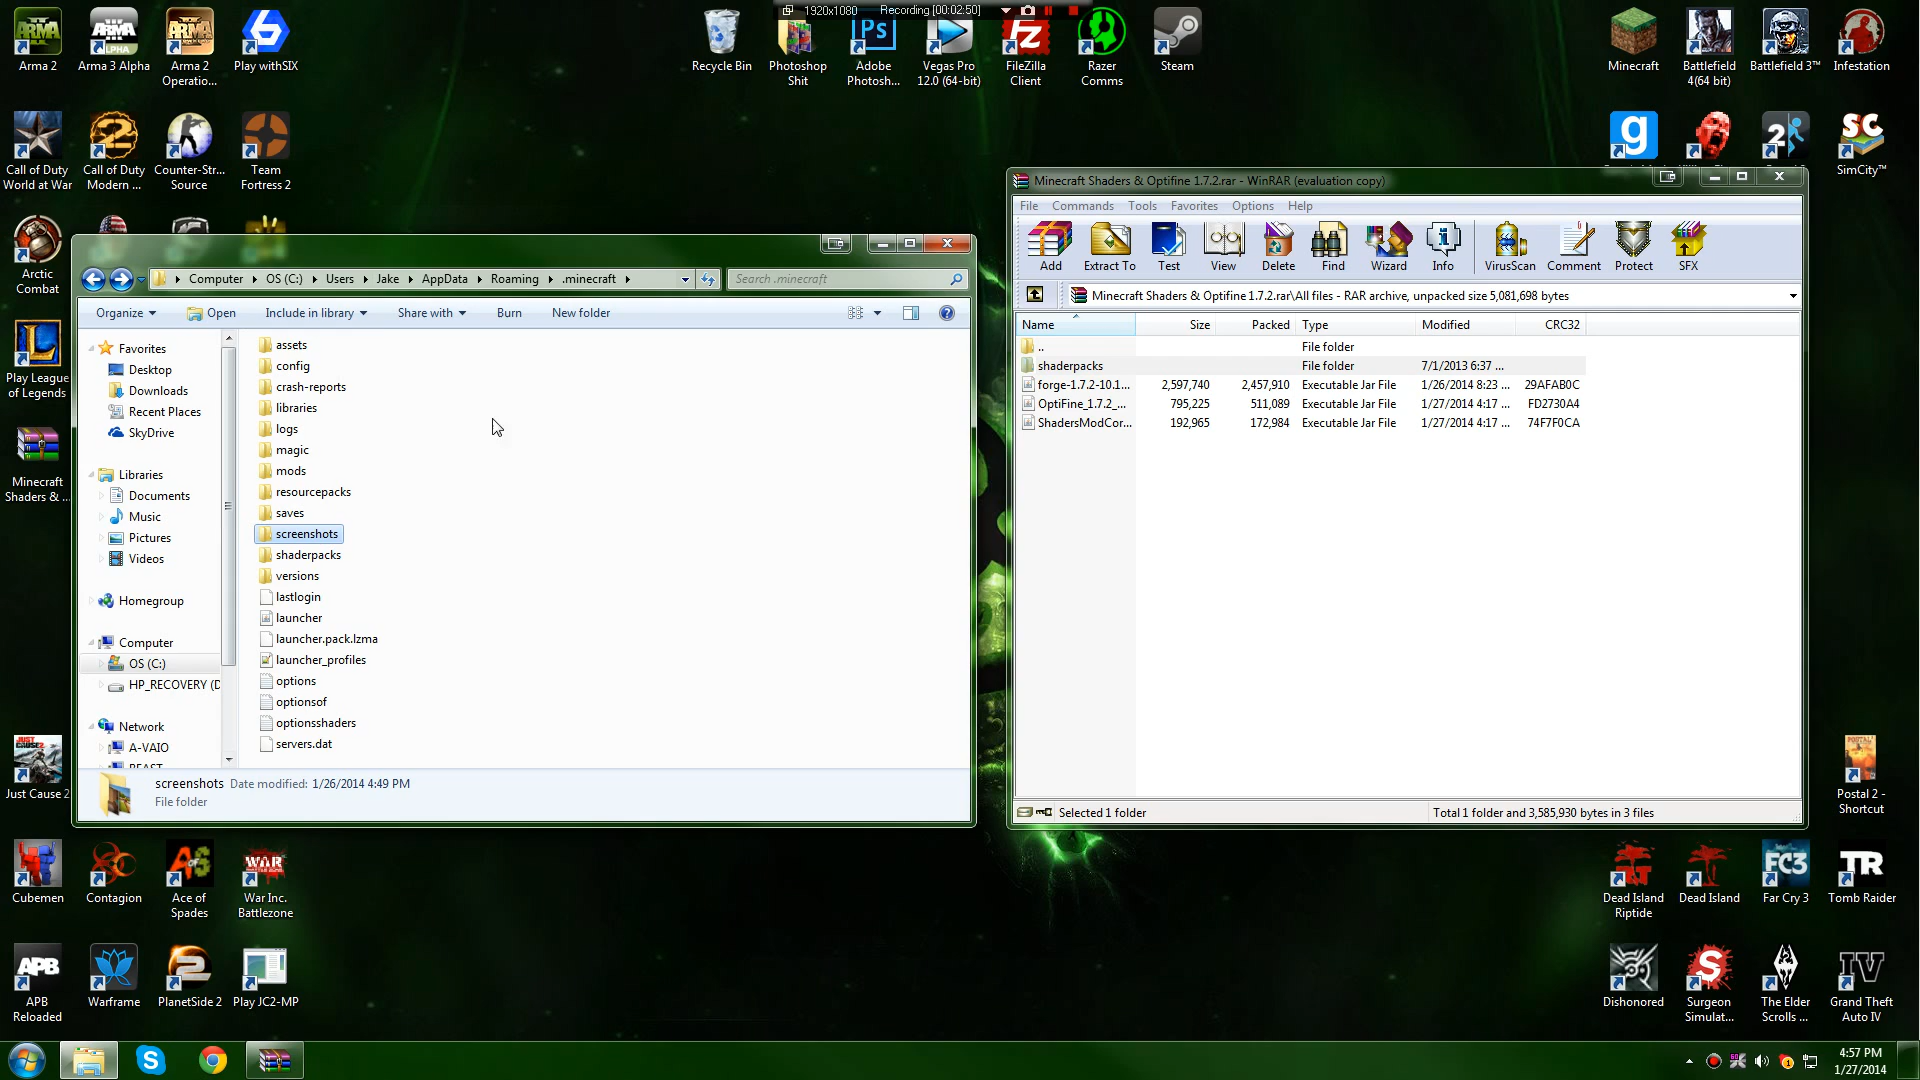 1920x1080 Recording [00:02:50]
Arma 2
Arma 3 Alpha
Arma 2
Operatio...
Play withSIX
Recycle Bin
Photoshop
Shit
Adobe
Photosh...
Vegas Pro
12.0 (64-bit)
FileZilla
Client
Razer
Comms
Steam
Minecraft
Battlefield
4(64 bit)
Battlefield 3™
Infestation
Call of Duty
World at War
Call of Duty
Modern ...
Counter-Str...
Source
Team
Fortress 2
SimCity™
Arctic
Combat
Play League
of Legends
Minecraft
Shaders & ...
Just Cause 2
Computer
OS (C:)
Users
Jake
AppData
Roaming
.minecraft
Search .minecraft
Organize
Open
Include in library
Share with
Burn
New folder
Favorites
Desktop
Downloads
Recent Places
SkyDrive
Libraries
Documents
Music
Pictures
Videos
Homegroup
Computer
OS (C:)
HP_RECOVERY (D
Network
A-VAIO
assets
config
crash-reports
libraries
logs
magic
mods
resourcepacks
saves
screenshots
shaderpacks
versions
lastlogin
launcher
launcher.pack.lzma
launcher_profiles
options
optionsof
optionsshaders
servers.dat
screenshots Date modified: 1/26/2014 4:49 PM
File folder
Minecraft Shaders & Optifine 1.7.2.rar - WinRAR (evaluation copy)
File Commands Tools Favorites Options Help
Add Extract To Test View Delete Find Wizard Info VirusScan Comment Protect SFX
Minecraft Shaders & Optifine 1.7.2.rar\All files - RAR archive, unpacked size 5,081,698 bytes
Name Size Packed Type Modified CRC32
.. File folder
shaderpacks File folder 7/1/2013 6:37 ...
forge-1.7.2-10.1... 2,597,740 2,457,910 Executable Jar File 1/26/2014 8:23 ... 29AFAB0C
OptiFine_1.7.2_... 795,225 511,089 Executable Jar File 1/27/2014 4:17 ... FD2730A4
ShadersModCor... 192,965 172,984 Executable Jar File 1/27/2014 4:17 ... 74F7F0CA
Selected 1 folder
Total 1 folder and 3,585,930 bytes in 3 files
Postal 2 -
Shortcut
Cubemen
Contagion
Ace of
Spades
War Inc.
Battlezone
Dead Island
Riptide
Dead Island
Far Cry 3
Tomb Raider
APB
Reloaded
Warframe
PlanetSide 2
Play JC2-MP
Dishonored
Surgeon
Simulat...
The Elder
Scrolls ...
Grand Theft
Auto IV
4:57 PM
1/27/2014